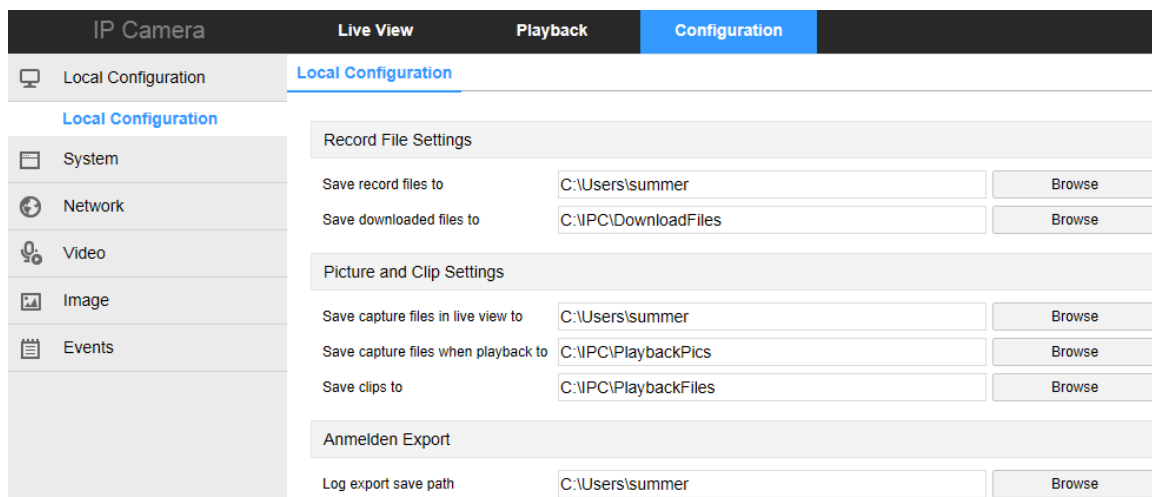 IP Camera Live View Playback Configuration
Local Configuration
Local Configuration
Local Configuration
Record File Settings
System
Save record files to C:\Users\summer Browse
Network
Save downloaded files to C:\IPC\DownloadFiles Browse
Video
Picture and Clip Settings
Image
Save capture files in live view to C:\Users\summer Browse
Events
Save capture files when playback to C:\IPC\PlaybackPics Browse
Save clips to C:\IPC\PlaybackFiles Browse
Anmelden Export
Log export save path C:\Users\summer Browse